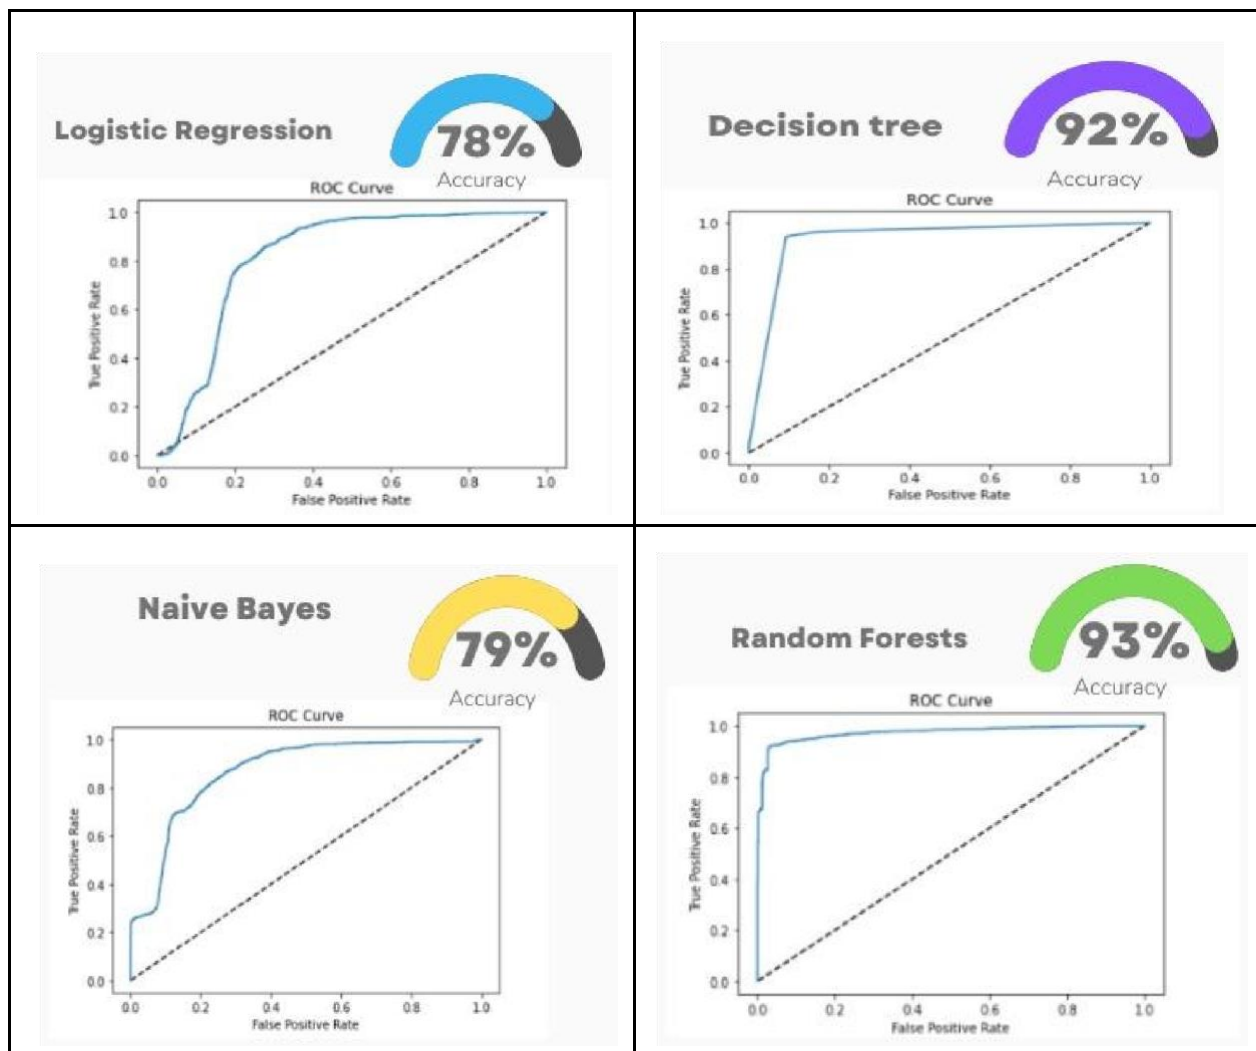 Logistic Regression
78%
Accuracy
ROC Curve
1.0
0.8
0.6
0.4
0.2
0.0
True Positive Rate
0.0 0.2 0.4 0.6 0.8 1.0
False Positive Rate
Decision tree
92%
Accuracy
ROC Curve
1.0
0.8
0.6
0.4
0.2
0.0
True Positive Rate
0.0 0.2 0.4 0.6 0.8 1.0
False Positive Rate
Naive Bayes
79%
Accuracy
ROC Curve
1.0
0.8
0.6
0.4
0.2
0.0
True Positive Rate
0.0 0.2 0.4 0.6 0.8 1.0
False Positive Rate
Random Forests
93%
Accuracy
ROC Curve
1.0
0.8
0.6
0.4
0.2
0.0
True Positive Rate
0.0 0.2 0.4 0.6 0.8 1.0
False Positive Rate